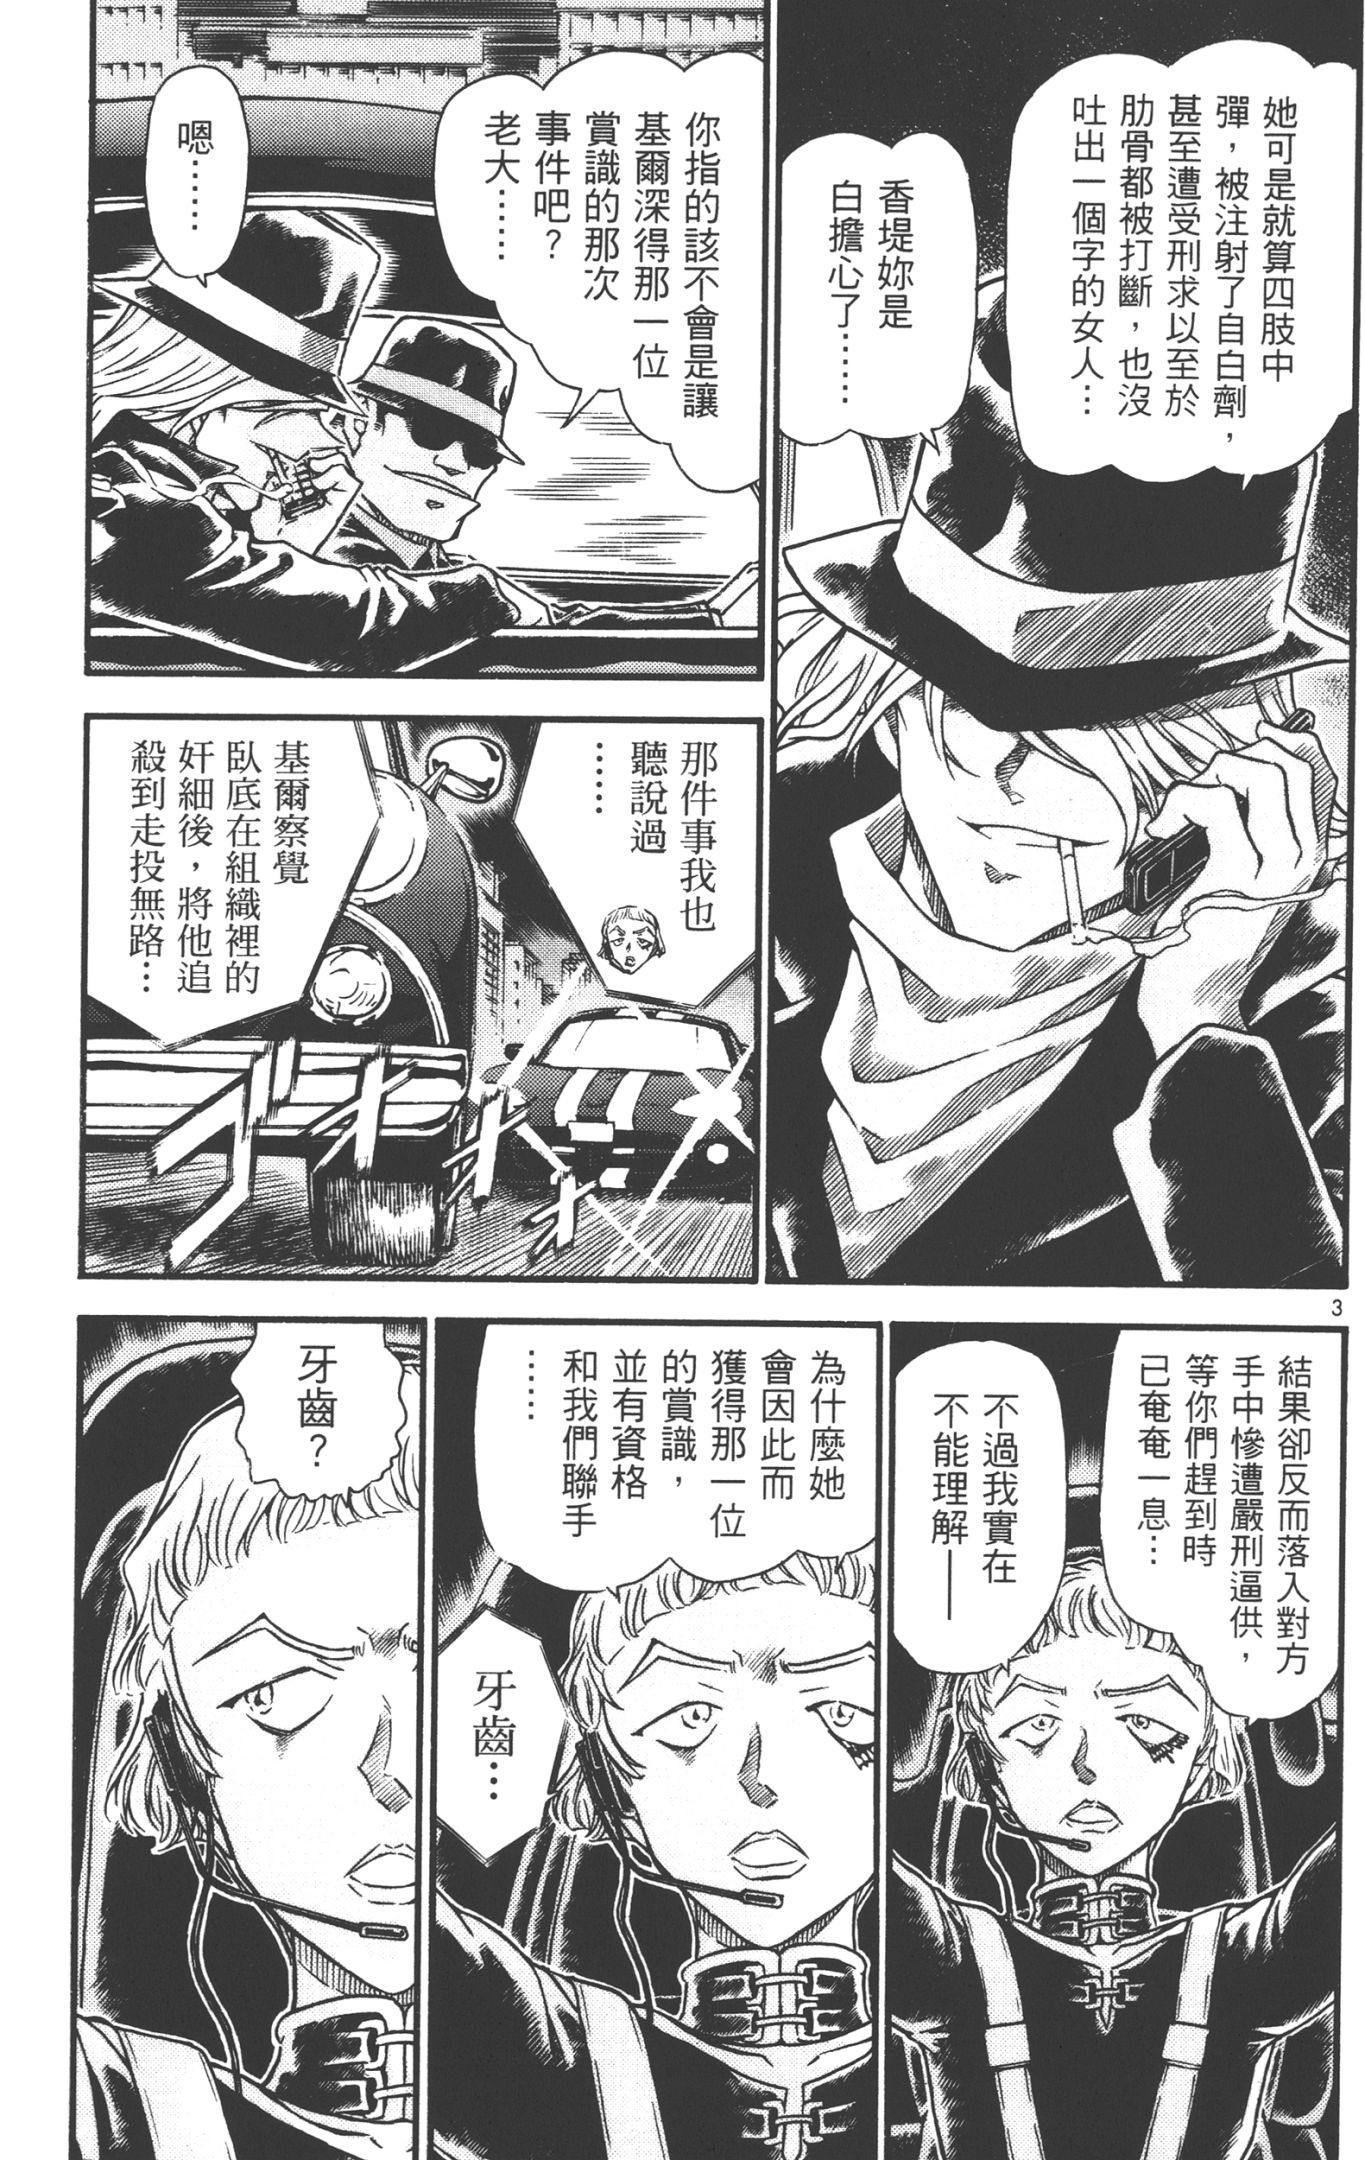 她可是就算四肢中
彈，被注射了自白劑，
甚至遭受刑求以至於
肋骨都被打斷，也沒
吐出一個字的女人…
香堤妳是
白擔心了……
你指的該不會是讓
基爾深得那一位
賞識的那次
事件吧？
老大……
嗯……
那件事我也
聽說過
……
基爾察覺
臥底在組織裡的
奸細後，將他追
殺到走投無路…
3
結果卻反而落入對方
手中慘遭嚴刑逼供，
等你們趕到時
已奄奄一息…
不過我實在
不能理解——
為什麼她
會因此而
獲得那一位
的賞識，
並有資格
和我們聯手
……
牙齒…
牙齒？